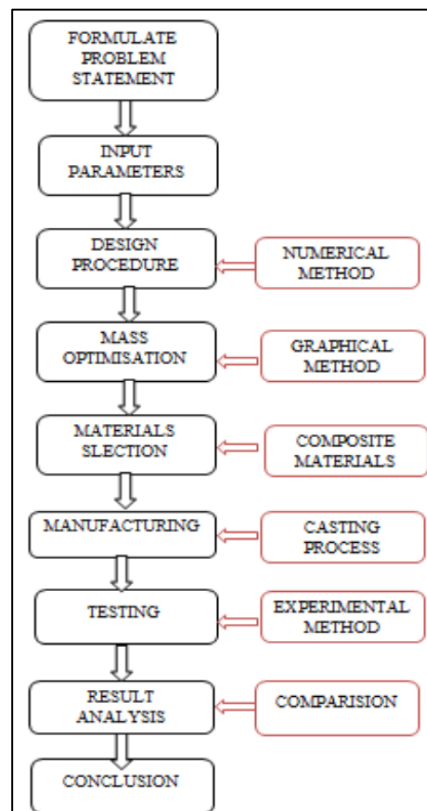 FORMULATE
PROBLEM
STATEMENT
INPUT
PARAMETERS
DESIGN
PROCEDURE
NUMERICAL
METHOD
MASS
OPTIMISATION
GRAPHICAL
METHOD
MATERIALS
SLECTION
COMPOSITE
MATERIALS
MANUFACTURING
CASTING
PROCESS
TESTING
EXPERIMENTAL
METHOD
RESULT
ANALYSIS
COMPARISION
CONCLUSION